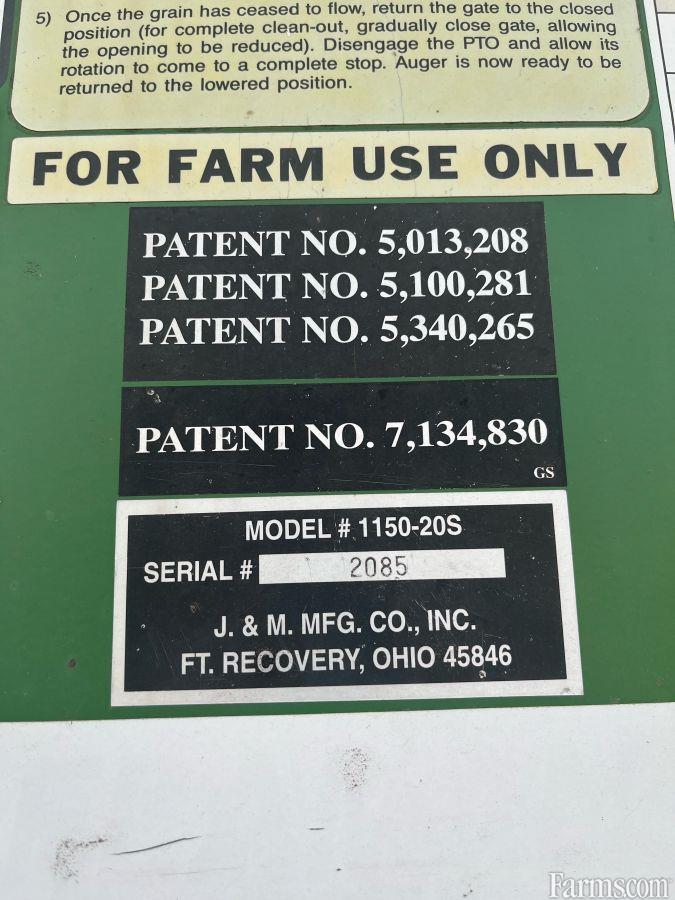 5) Once the grain has ceased to flow, return the gate to the closed
position (for complete clean-out, gradually close gate, allowing
the opening to be reduced). Disengage the PTO and allow its
rotation to come to a complete stop. Auger is now ready to be
returned to the lowered position.
FOR FARM USE ONLY
PATENT NO. 5,013,208
PATENT NO. 5,100,281
PATENT NO. 5,340,265
PATENT NO. 7,134,830
GS
MODEL # 1150-20S
SERIAL # 2085
J. & M. MFG. CO., INC.
FT. RECOVERY, OHIO 45846
Farms.com